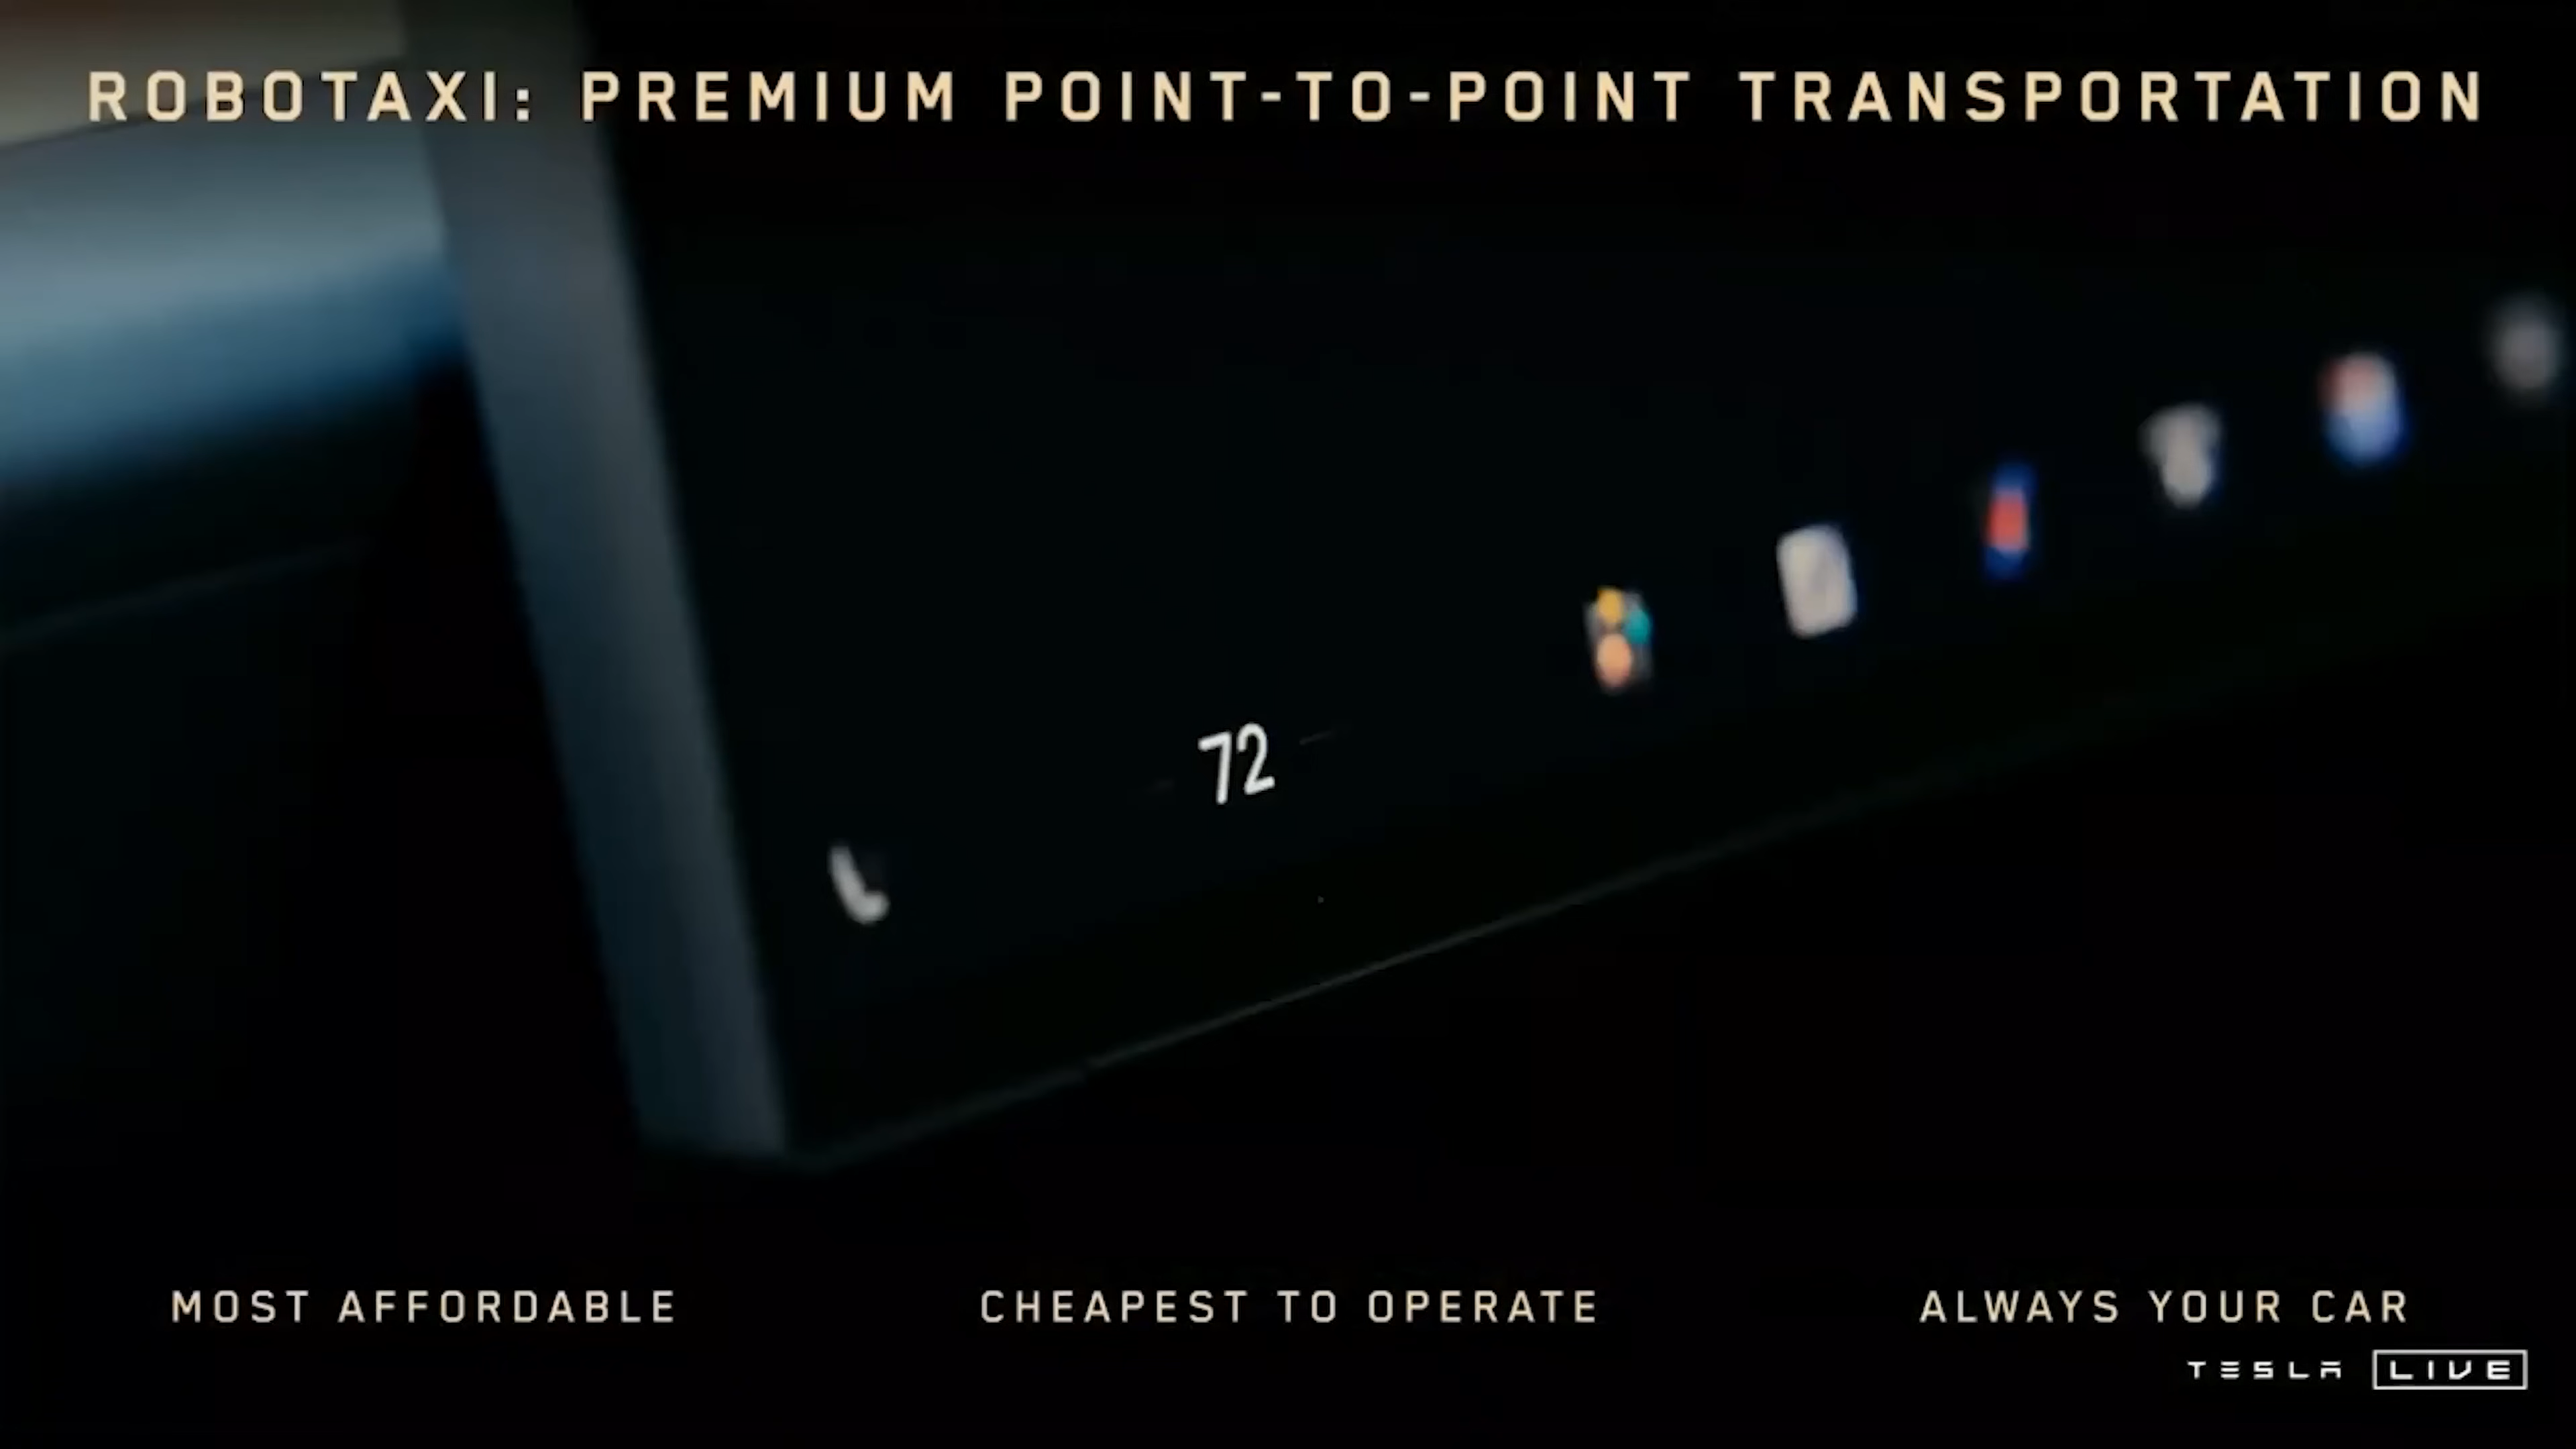 ROBOTAXI: PREMIUM POINT-TO-POINT TRANSPORTATION
72
MOST AFFORDABLE
CHEAPEST TO OPERATE
ALWAYS YOUR CAR
TESLA LIVE